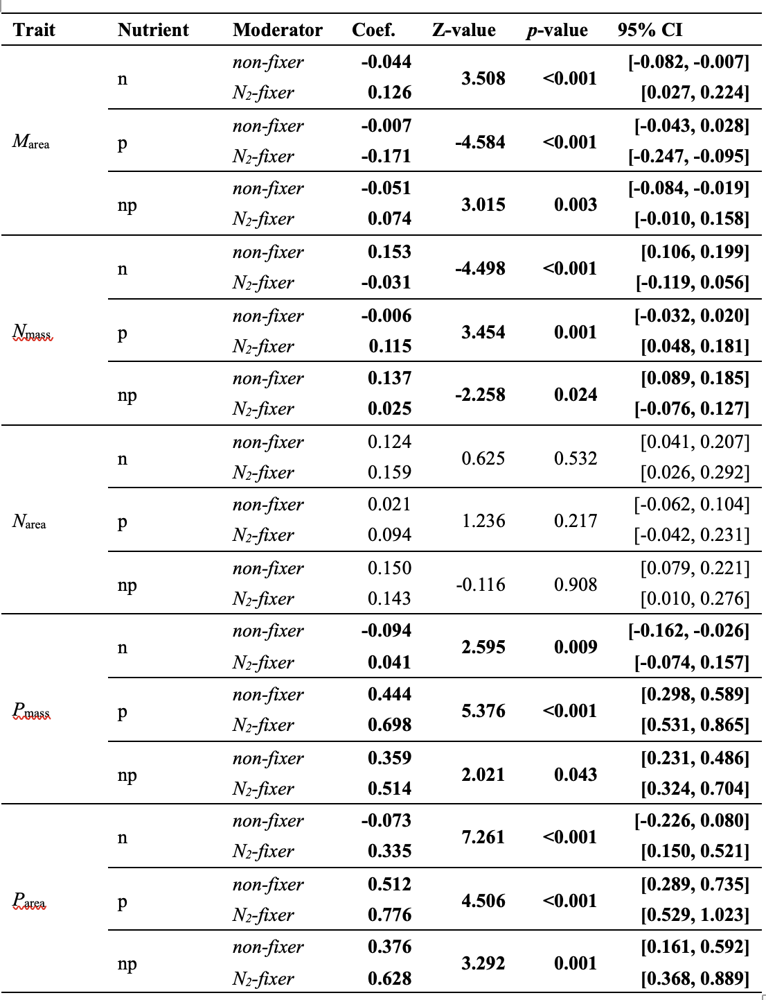 Trait Nutrient Moderator Coef. Z-value p-value 95% CI
non-fixer -0.044 [-0.082, -0.007]
n 3.508 <0.001
N2-fixer 0.126 [0.027, 0.224]
non-fixer -0.007 [-0.043, 0.028]
Marea p -4.584 <0.001
N2-fixer -0.171 [-0.247, -0.095]
non-fixer -0.051 [-0.084, -0.019]
np 3.015 0.003
N2-fixer 0.074 [-0.010, 0.158]
non-fixer 0.153 [0.106, 0.199]
n -4.498 <0.001
N2-fixer -0.031 [-0.119, 0.056]
non-fixer -0.006 [-0.032, 0.020]
Nmass p 3.454 0.001
N2-fixer 0.115 [0.048, 0.181]
non-fixer 0.137 [0.089, 0.185]
np -2.258 0.024
N2-fixer 0.025 [-0.076, 0.127]
non-fixer 0.124 [0.041, 0.207]
n 0.625 0.532
N2-fixer 0.159 [0.026, 0.292]
non-fixer 0.021 [-0.062, 0.104]
Narea p 1.236 0.217
N2-fixer 0.094 [-0.042, 0.231]
non-fixer 0.150 [0.079, 0.221]
np -0.116 0.908
N2-fixer 0.143 [0.010, 0.276]
non-fixer -0.094 [-0.162, -0.026]
n 2.595 0.009
N2-fixer 0.041 [-0.074, 0.157]
non-fixer 0.444 [0.298, 0.589]
Pmass p 5.376 <0.001
N2-fixer 0.698 [0.531, 0.865]
non-fixer 0.359 [0.231, 0.486]
np 2.021 0.043
N2-fixer 0.514 [0.324, 0.704]
non-fixer -0.073 [-0.226, 0.080]
n 7.261 <0.001
N2-fixer 0.335 [0.150, 0.521]
non-fixer 0.512 [0.289, 0.735]
Parea p 4.506 <0.001
N2-fixer 0.776 [0.529, 1.023]
non-fixer 0.376 [0.161, 0.592]
np 3.292 0.001
N2-fixer 0.628 [0.368, 0.889]